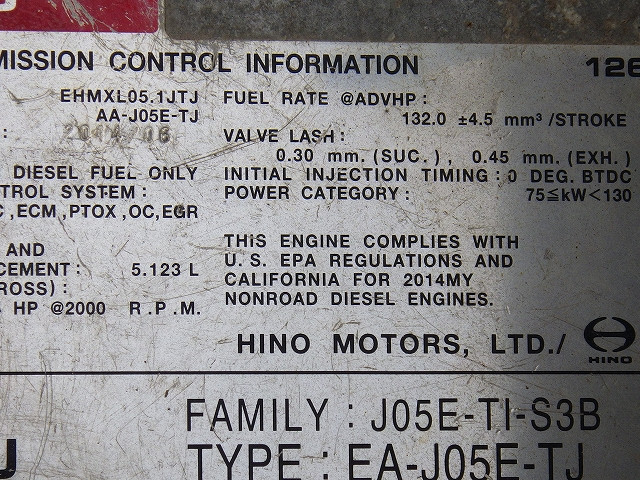 MISSION CONTROL INFORMATION 126
EHMXL05.1JTJ
AA-J05E-TJ
: 2014/06
DIESEL FUEL ONLY
TROL SYSTEM:
C,ECM,PTOX,OC,EGR
AND
CEMENT: 5.123 L
ROSS):
HP @2000 R.P.M.
FUEL RATE @ADVHP:
132.0 ±4.5 mm³/STROKE
VALVE LASH:
0.30 mm.(SUC.), 0.45 mm.(EXH.)
INITIAL INJECTION TIMING:0 DEG.BTDC
POWER CATEGORY: 75≦kW<130
THIS ENGINE COMPLIES WITH
U.S. EPA REGULATIONS AND
CALIFORNIA FOR 2014MY
NONROAD DIESEL ENGINES.
HINO MOTORS, LTD./
HINO
FAMILY : J05E-TI-S3B
J TYPE : EA-J05E-TJ